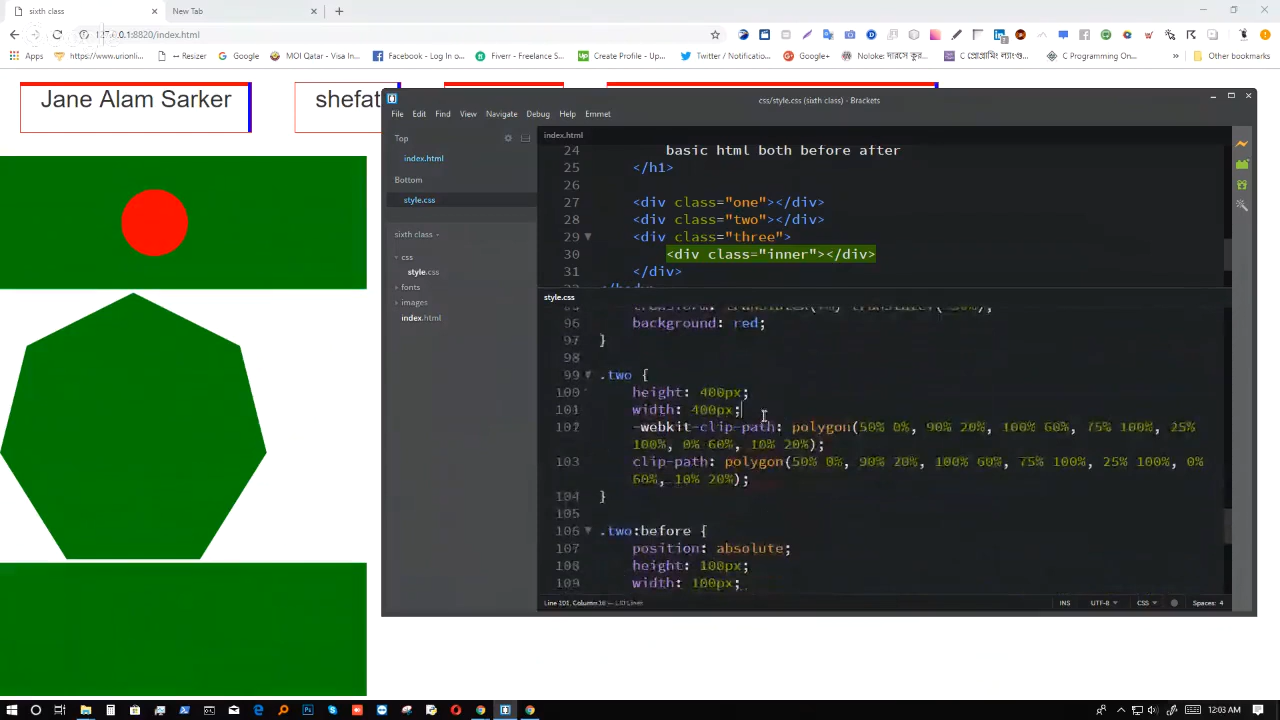 sixth class
New Tab
127.0.0.1:8820/index.html
Apps
https://www.urionli...
Resizer
Google
MOI Qatar - Visa In...
Facebook - Log In o...
Fiverr - Freelance S...
Create Profile - Up...
Twitter / Notificatio...
Google+
C Programming On...
Other bookmarks
Jane Alam Sarker
shefat
css/style.css (sixth class) - Brackets
File Edit Find View Navigate Debug Help Emmet
Top
index.html
Bottom
style.css
sixth class
css
style.css
fonts
images
index.html
index.html
24 basic html both before after
25 </h1>
26
27 <div class="one"></div>
28 <div class="two"></div>
29 <div class="three">
30 <div class="inner"></div>
31 </div>
style.css
96 background: red;
97 }
98
99 .two {
100 height: 400px;
101 width: 400px;
102 -webkit-clip-path: polygon(50% 0%, 90% 20%, 100% 60%, 75% 100%, 25%
100%, 0% 60%, 10% 20%);
103 clip-path: polygon(50% 0%, 90% 20%, 100% 60%, 75% 100%, 25% 100%, 0%
60%, 10% 20%);
104 }
105
106 .two:before {
107 position: absolute;
108 height: 100px;
109 width: 100px;
INS UTF-8 CSS Spaces: 4
12:03 AM